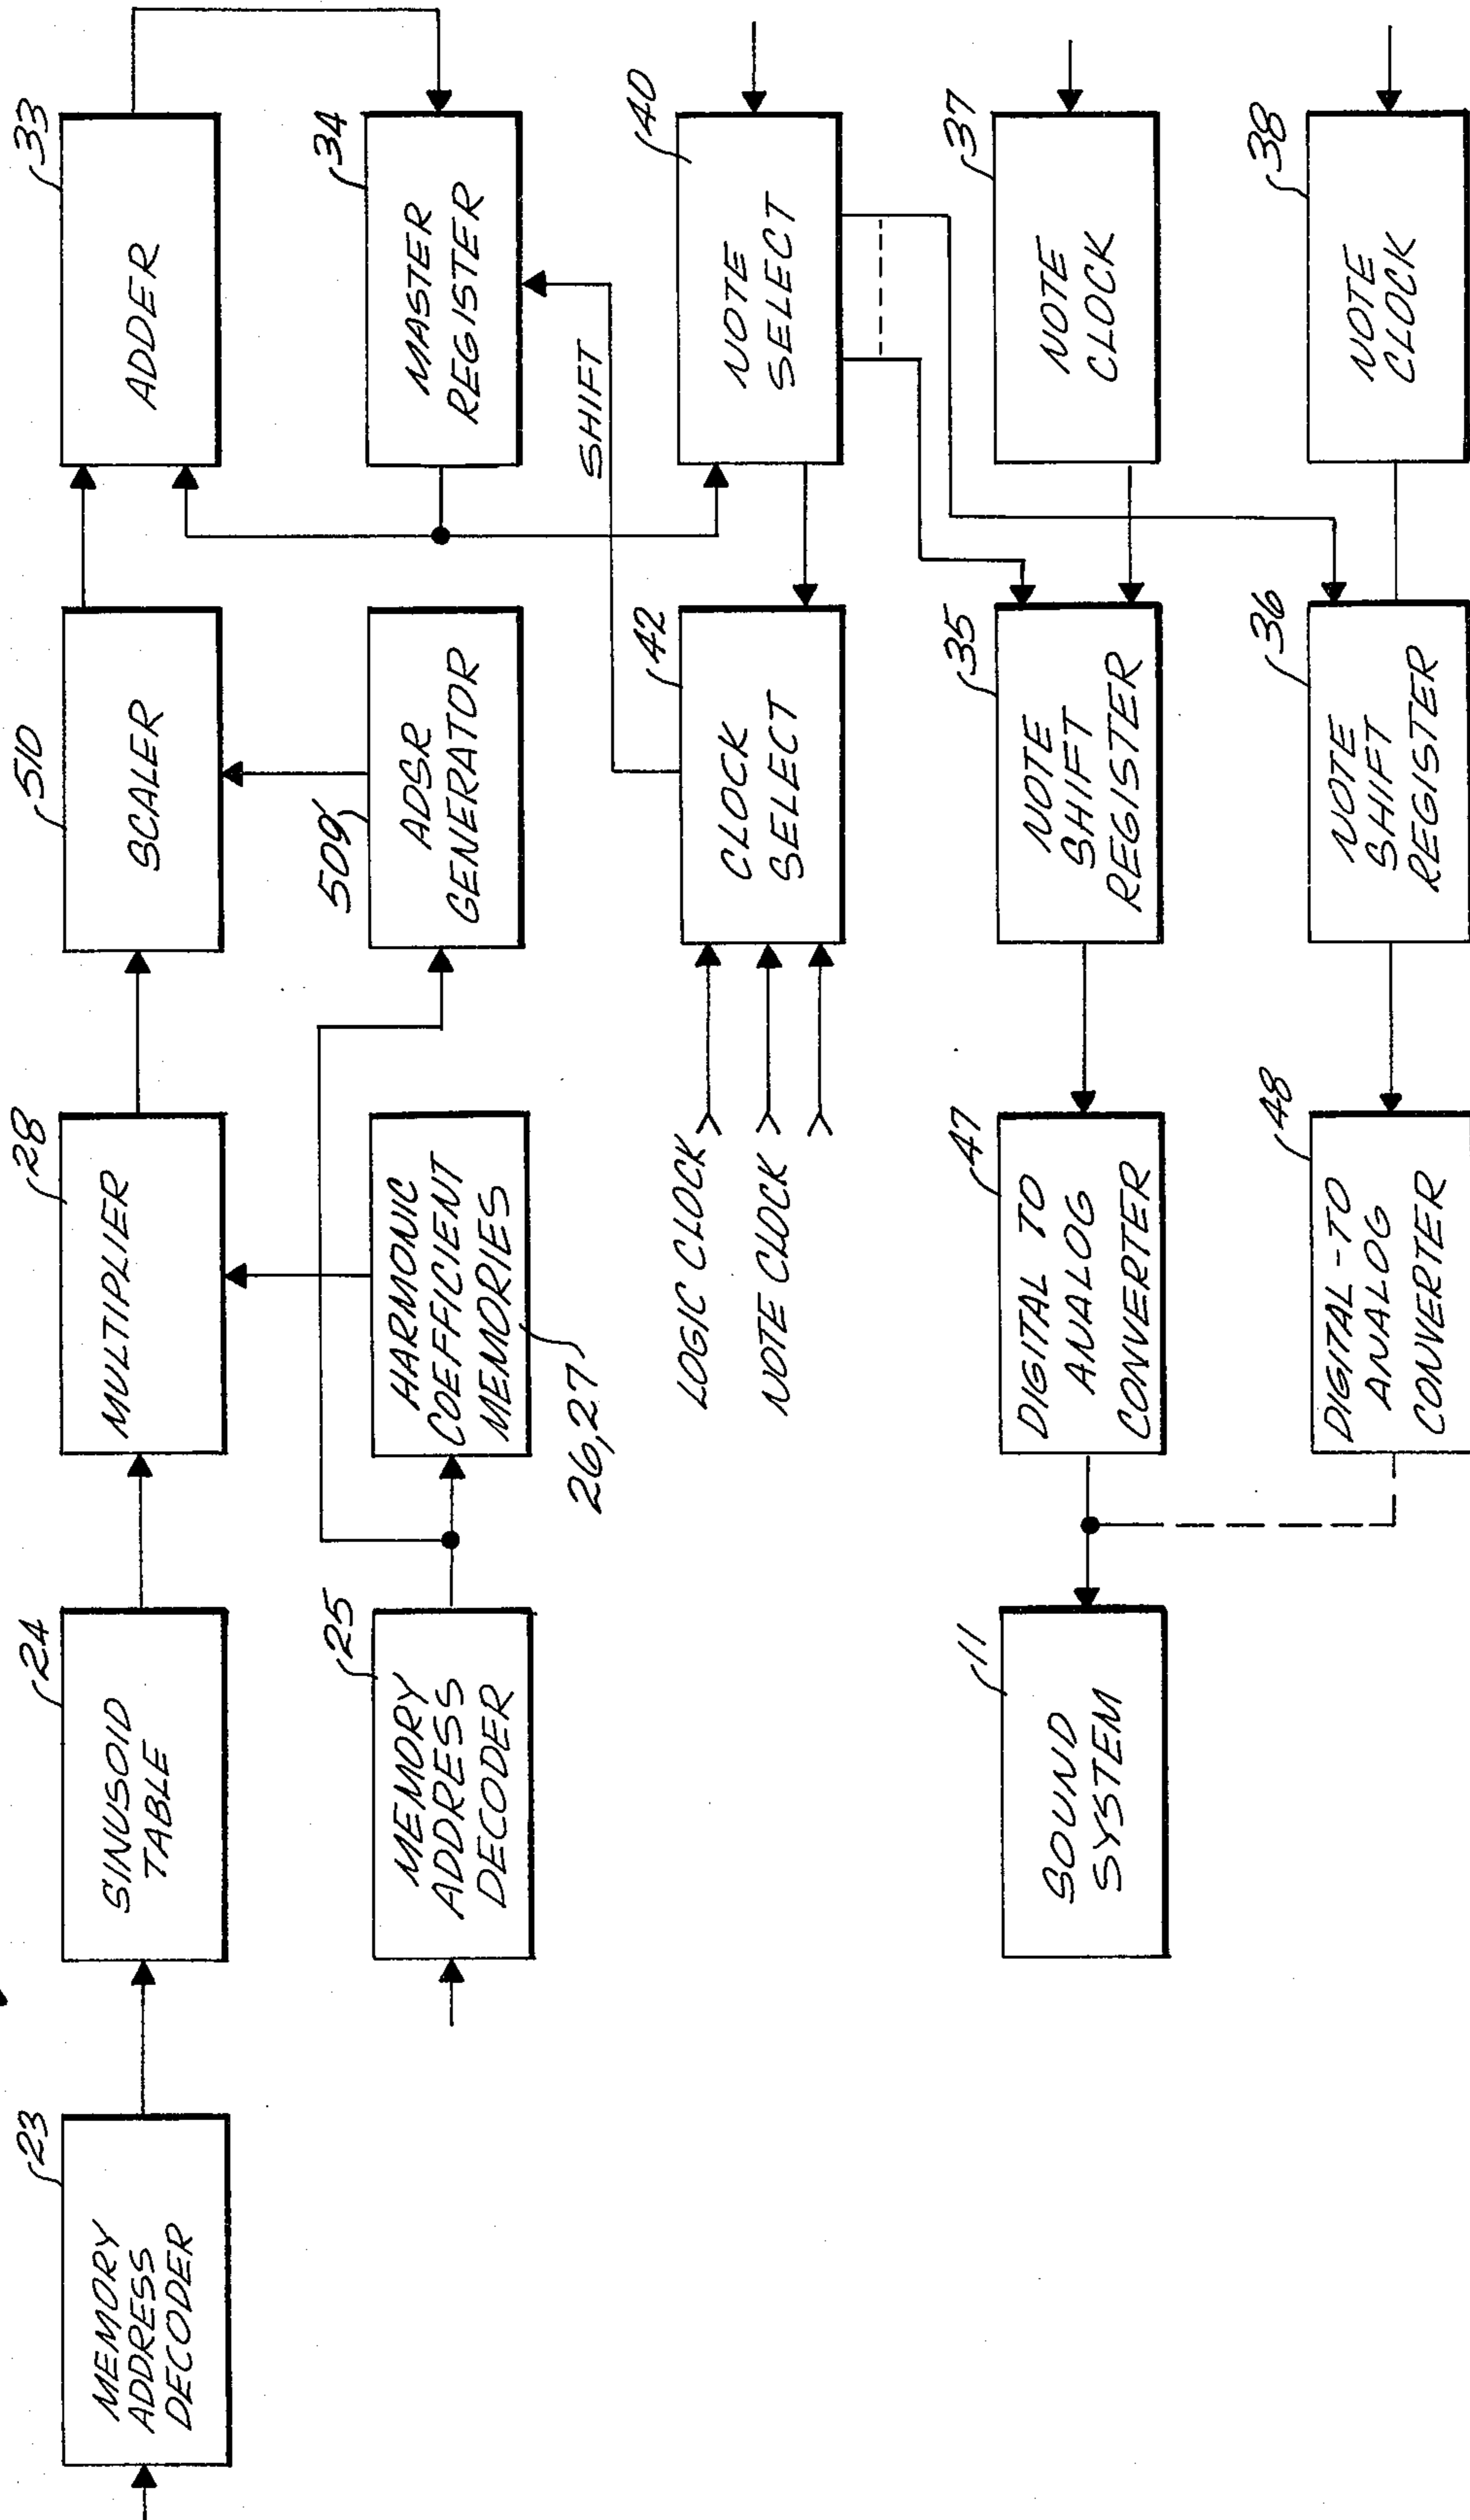 23
MEMORY
ADDRESS
DECODER
24
SINUSOID
TABLE
28
MULTIPLIER
510
SCALER
33
ADDER
25
MEMORY
ADDRESS
DECODER
HARMONIC
COEFFICIENT
MEMORIES
26,27
509'
ADSR
GENERATOR
34
MASTER
REGISTER
SHIFT
LOGIC CLOCK
NOTE CLOCK
42
CLOCK
SELECT
40
NOTE
SELECT
11
SOUND
SYSTEM
47
DIGITAL TO
ANALOG
CONVERTER
35
NOTE
SHIFT
REGISTER
37
NOTE
CLOCK
48
DIGITAL-TO
ANALOG
CONVERTER
36
NOTE
SHIFT
REGISTER
38
NOTE
CLOCK